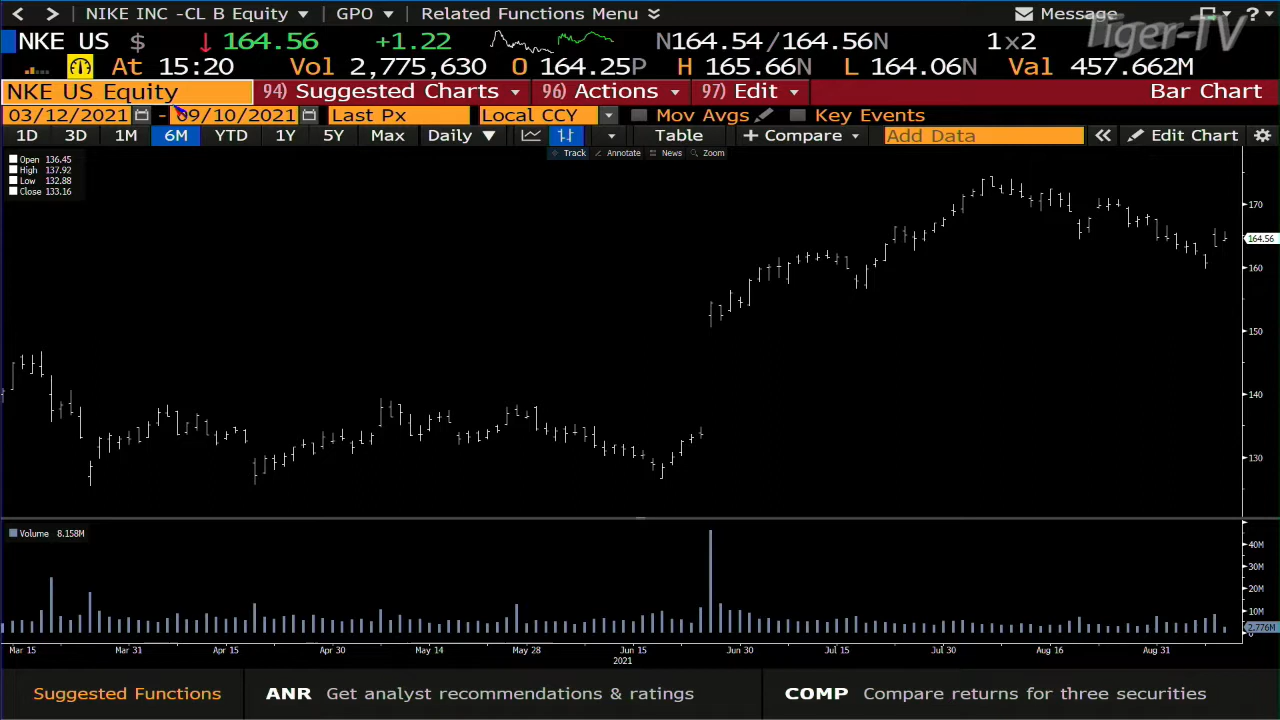 NIKE INC -CL B Equity GPO Related Functions Menu Message ?
Tiger-TV
NKE US $ 164.56 +1.22 N164.54/164.56N 1x2
At 15:20 Vol 2,775,630 O 164.25P H 165.66N L 164.06N Val 457.662M
NKE US Equity 94) Suggested Charts 96) Actions 97) Edit Bar Chart
03/12/2021 - 09/10/2021 Last Px Local CCY Mov Avgs Key Events
1D 3D 1M 6M YTD 1Y 5Y Max Daily Table + Compare Add Data Edit Chart
Track Annotate News Zoom
Open 136.45
High 137.92
Low 132.88
Close 133.16
170
164.56
160
150
140
130
Volume 8.158M
40M
30M
20M
10M
2.776M
0
Mar 15 Mar 31 Apr 15 Apr 30 May 14 May 28 Jun 15 Jun 30 Jul 15 Jul 30 Aug 16 Aug 31
2021
Suggested Functions ANR Get analyst recommendations & ratings COMP Compare returns for three securities